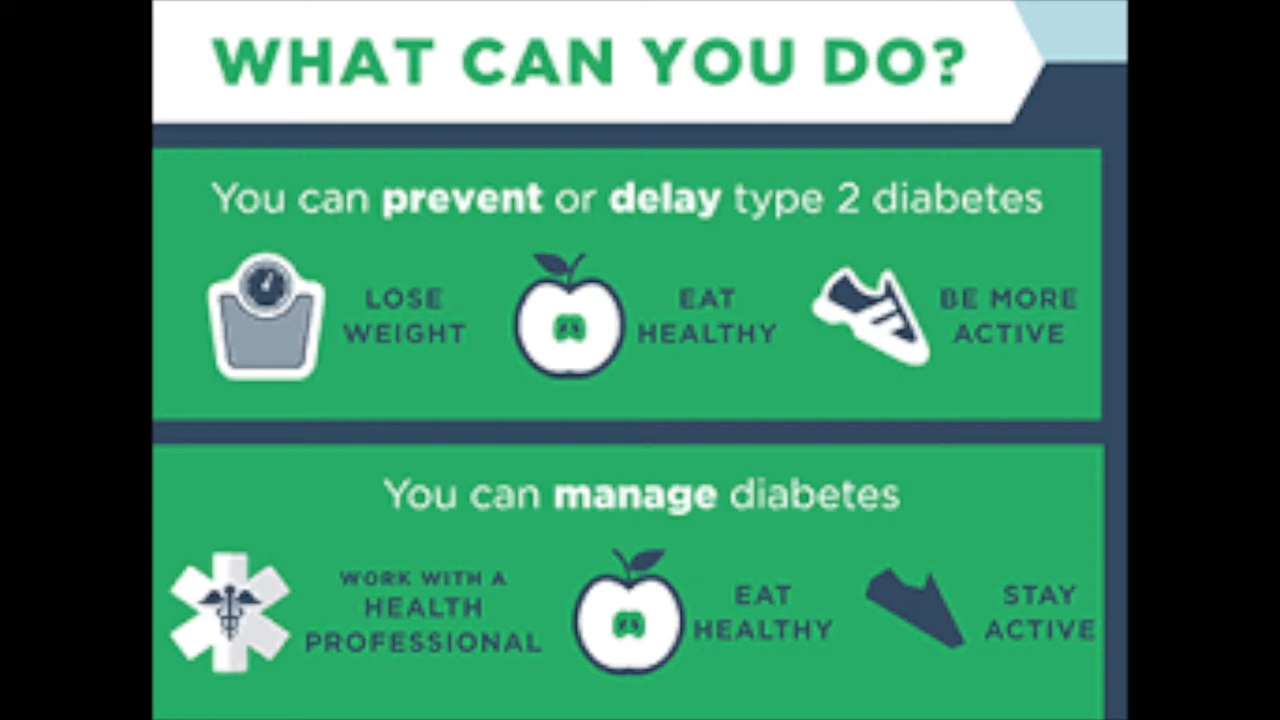 WHAT CAN YOU DO?
You can prevent or delay type 2 diabetes
LOSE
WEIGHT
EAT
HEALTHY
BE MORE
ACTIVE
You can manage diabetes
WORK WITH A
HEALTH
PROFESSIONAL
EAT
HEALTHY
STAY
ACTIVE